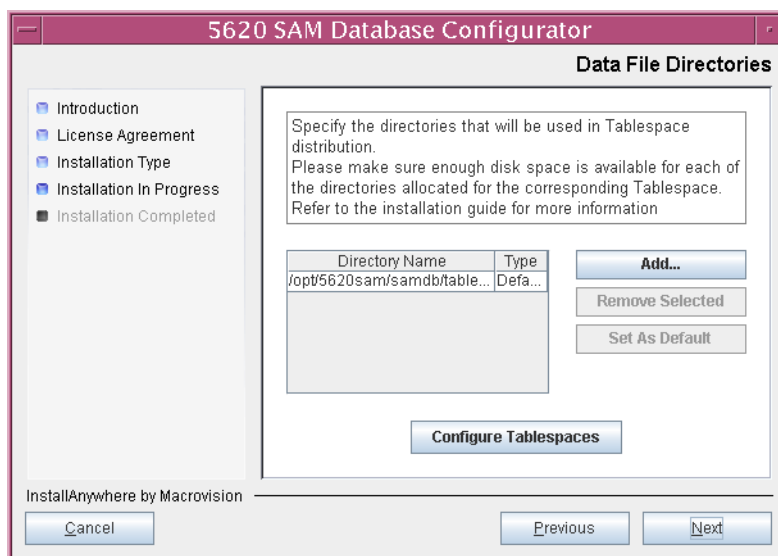 5620 SAM Database Configurator
Data File Directories
Introduction
License Agreement
Installation Type
Installation In Progress
Installation Completed
Specify the directories that will be used in Tablespace
distribution.
Please make sure enough disk space is available for each of
the directories allocated for the corresponding Tablespace.
Refer to the installation guide for more information
Directory Name Type
/opt/5620sam/samdb/table... Defa...
Add...
Remove Selected
Set As Default
Configure Tablespaces
InstallAnywhere by Macrovision
Cancel Previous Next